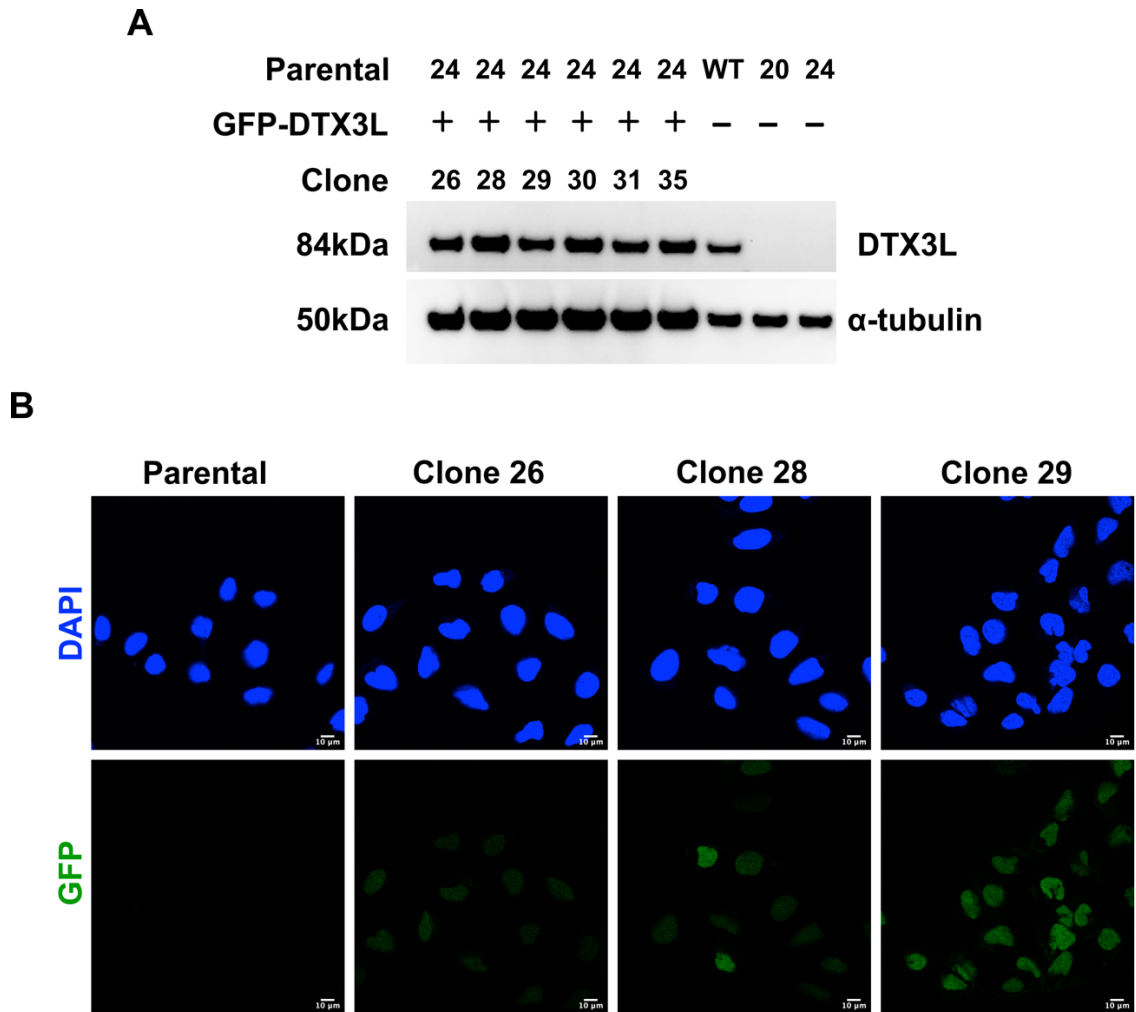 A
Parental 24 24 24 24 24 24 WT 20 24
GFP-DTX3L + + + + + + – – –
Clone 26 28 29 30 31 35
84kDa DTX3L
50kDa α-tubulin
B
Parental Clone 26 Clone 28 Clone 29
DAPI
10 µm 10 µm 10 µm 10 µm
GFP
10 µm 10 µm 10 µm 10 µm